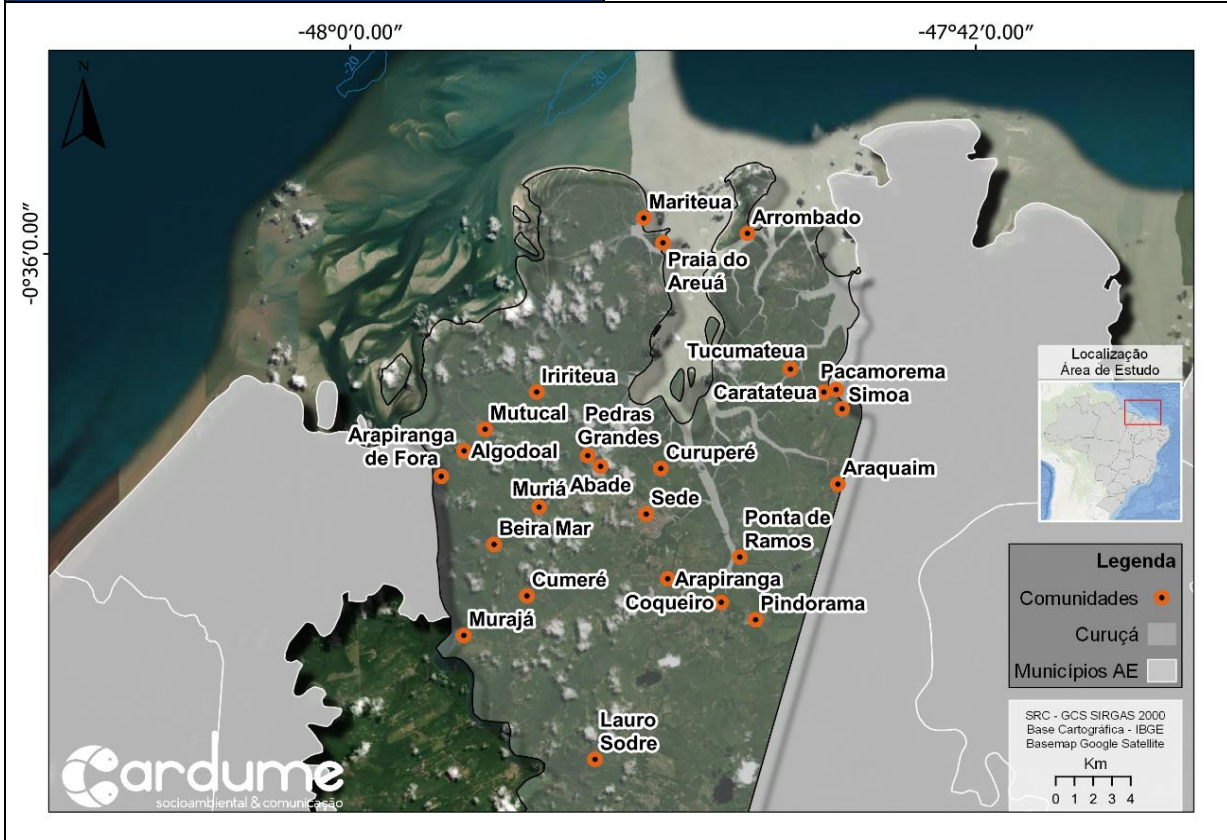 -48°0'0.00"
-47°42'0.00"
-20
-20
N
-0°36'0.00"
Mariteua
Arrombado
Praia do
Areuá
Tucumateua
Pacamorema
Caratateua
Simoa
Iririteua
Mutucal
Pedras
Grandes
Arapiranga
de Fora
Algodoal
Curuperé
Abade
Araquaim
Muriá
Sede
Beira Mar
Ponta de
Ramos
Cumeré
Arapiranga
Coqueiro
Pindorama
Murajá
Lauro
Sodre
Localização
Área de Estudo
Legenda
Comunidades
Curuçá
Municípios AE
SRC - GCS SIRGAS 2000
Base Cartográfica - IBGE
Basemap Google Satellite
Km
0 1 2 3 4
Cardume
socioambiental & comunicação